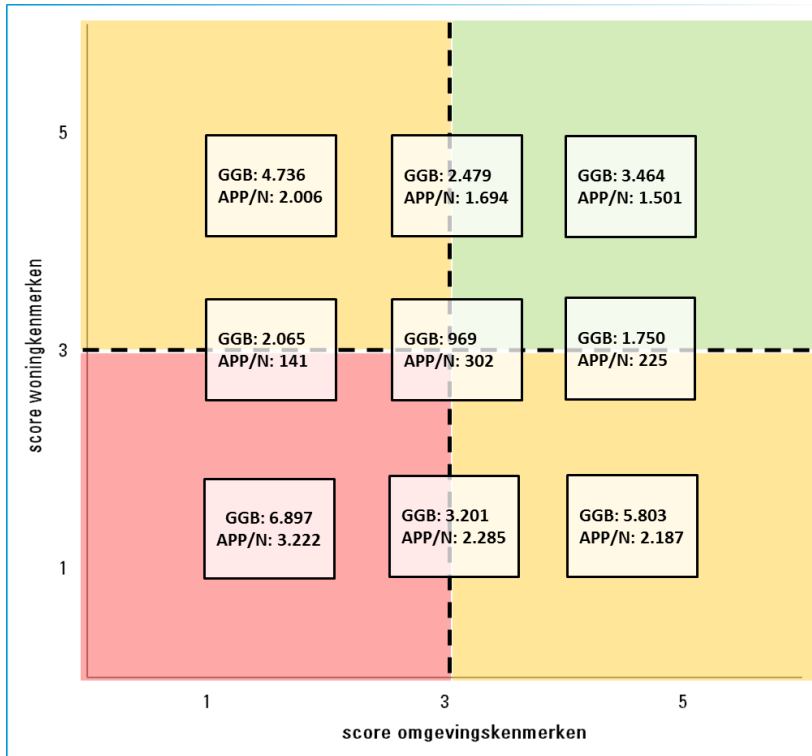 5
GGB: 4.736
APP/N: 2.006
GGB: 2.479
APP/N: 1.694
GGB: 3.464
APP/N: 1.501
score woningkenmerken
3
GGB: 2.065
APP/N: 141
GGB: 969
APP/N: 302
GGB: 1.750
APP/N: 225
1
GGB: 6.897
APP/N: 3.222
GGB: 3.201
APP/N: 2.285
GGB: 5.803
APP/N: 2.187
1
3
5
score omgevingskenmerken